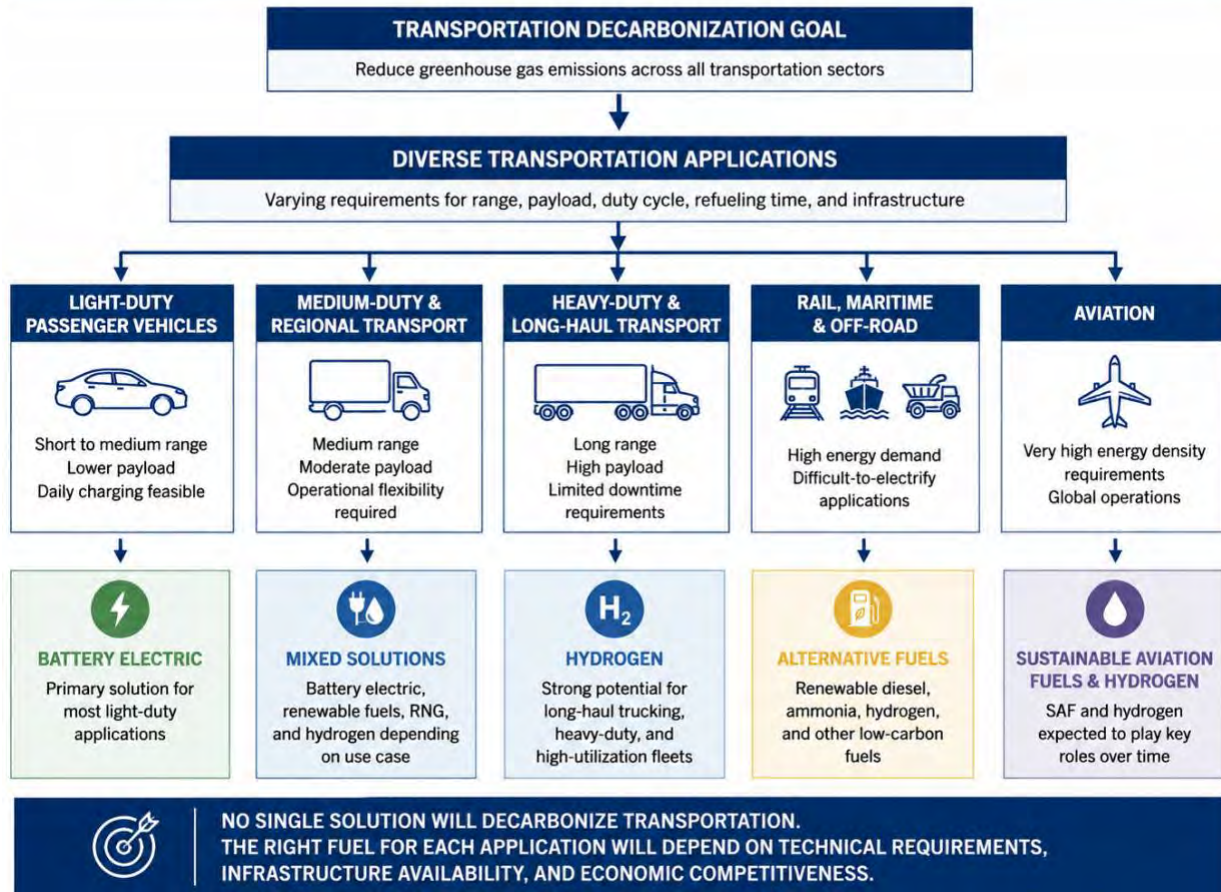 TRANSPORTATION DECARBONIZATION GOAL
Reduce greenhouse gas emissions across all transportation sectors
DIVERSE TRANSPORTATION APPLICATIONS
Varying requirements for range, payload, duty cycle, refueling time, and infrastructure
LIGHT-DUTY
PASSENGER VEHICLES
Short to medium range
Lower payload
Daily charging feasible
BATTERY ELECTRIC
Primary solution for
most light-duty
applications
MEDIUM-DUTY &
REGIONAL TRANSPORT
Medium range
Moderate payload
Operational flexibility
required
MIXED SOLUTIONS
Battery electric,
renewable fuels, RNG,
and hydrogen depending
on use case
HEAVY-DUTY &
LONG-HAUL TRANSPORT
Long range
High payload
Limited downtime
requirements
H₂
HYDROGEN
Strong potential for
long-haul trucking,
heavy-duty, and
high-utilization fleets
RAIL, MARITIME
& OFF-ROAD
High energy demand
Difficult-to-electrify
applications
ALTERNATIVE FUELS
Renewable diesel,
ammonia, hydrogen,
and other low-carbon
fuels
AVIATION
Very high energy density
requirements
Global operations
SUSTAINABLE AVIATION
FUELS & HYDROGEN
SAF and hydrogen
expected to play key
roles over time
NO SINGLE SOLUTION WILL DECARBONIZE TRANSPORTATION.
THE RIGHT FUEL FOR EACH APPLICATION WILL DEPEND ON TECHNICAL REQUIREMENTS,
INFRASTRUCTURE AVAILABILITY, AND ECONOMIC COMPETITIVENESS.